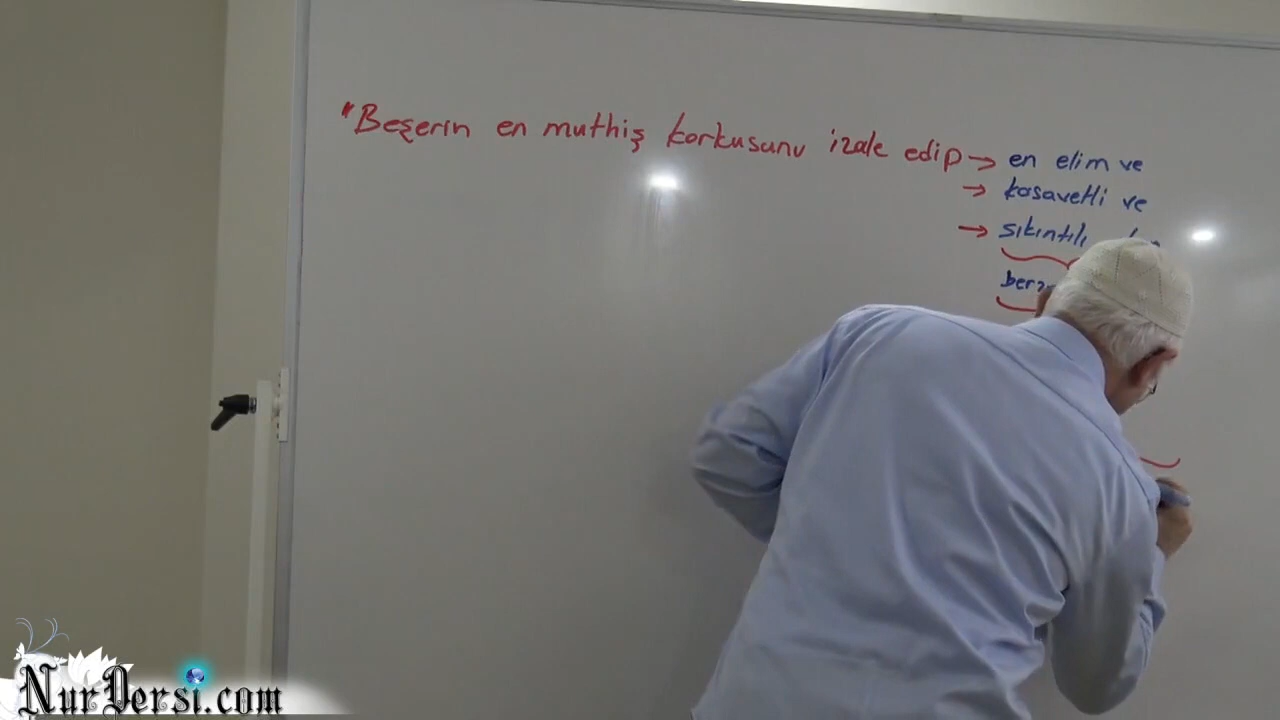 "Beşerin en muthiş korkusunu izale edip → en elim ve
→ kasavetli ve
→ sıkıntılı
NurDersi.com